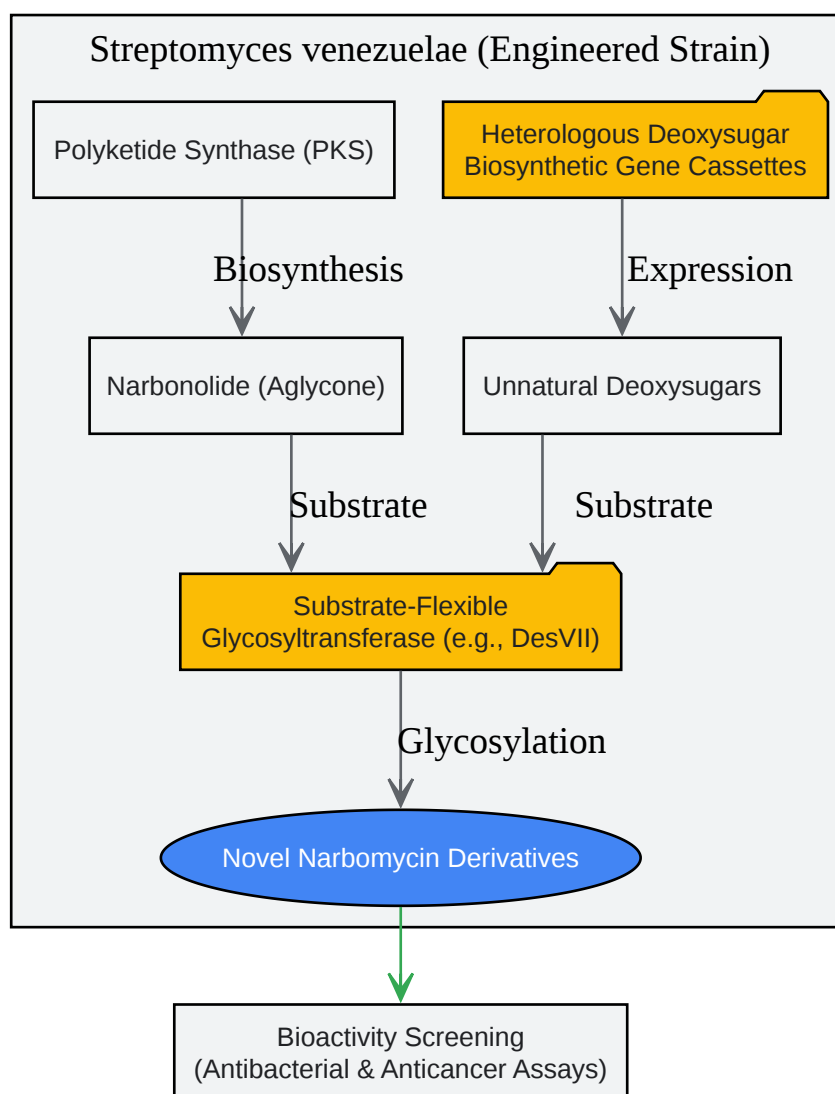 Streptomyces venezuelae (Engineered Strain)
Polyketide Synthase (PKS)
Heterologous Deoxysugar
Biosynthetic Gene Cassettes
Biosynthesis
Expression
Narbonolide (Aglycone)
Unnatural Deoxysugars
Substrate
Substrate
Substrate-Flexible
Glycosyltransferase (e.g., DesVII)
Glycosylation
Novel Narbomycin Derivatives
Bioactivity Screening
(Antibacterial & Anticancer Assays)